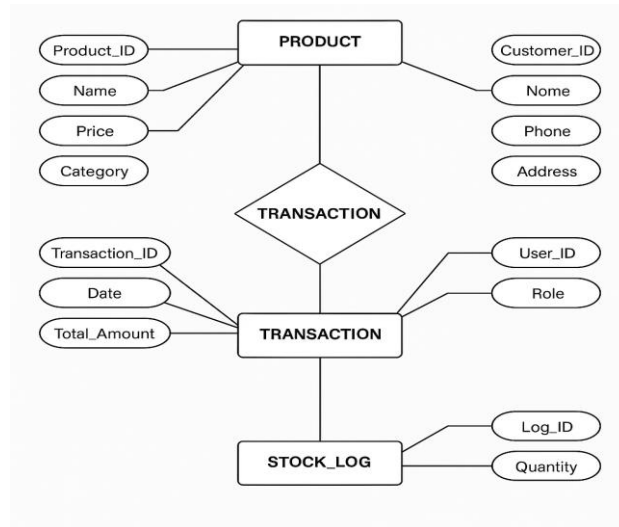 PRODUCT
Product_ID
Name
Price
Category
Customer_ID
Nome
Phone
Address
TRANSACTION
Transaction_ID
Date
Total_Amount
User_ID
Role
TRANSACTION
STOCK_LOG
Log_ID
Quantity